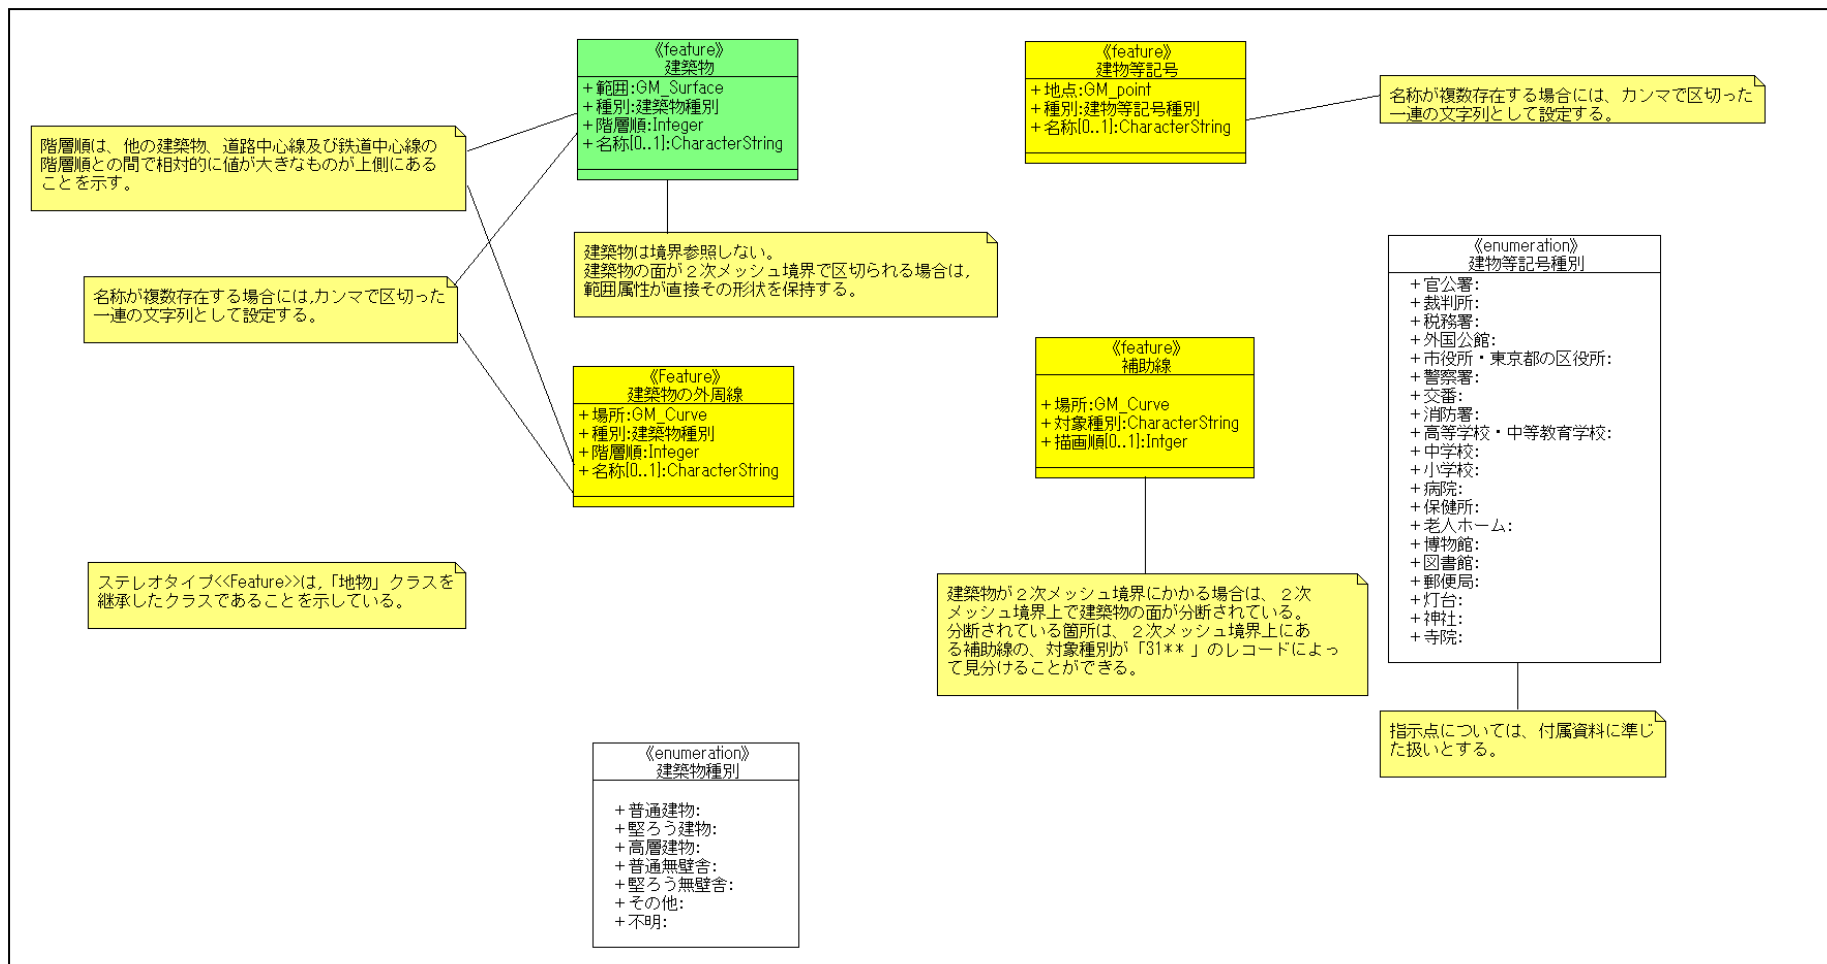 《feature》
建築物
+範囲:GM_Surface
+種別:建築物種別
+階層順:Integer
+名称[0..1]:CharacterString
《feature》
建物等記号
+地点:GM_point
+種別:建物等記号種別
+名称[0..1]:CharacterString
名称が複数存在する場合には、カンマで区切った
一連の文字列として設定する。
階層順は、他の建築物、道路中心線及び鉄道中心線の
階層順との間で相対的に値が大きなものが上側にある
ことを示す。
建築物は境界参照しない。
建築物の面が２次メッシュ境界で区切られる場合は,
範囲属性が直接その形状を保持する。
名称が複数存在する場合には,カンマで区切った
一連の文字列として設定する。
《Feature》
建築物の外周線
+場所:GM_Curve
+種別:建築物種別
+階層順:Integer
+名称[0..1]:CharacterString
《feature》
補助線
+場所:GM_Curve
+対象種別:CharacterString
+描画順[0..1]:Intger
《enumeration》
建物等記号種別
+官公署:
+裁判所:
+税務署:
+外国公館:
+市役所・東京都の区役所:
+警察署:
+交番:
+消防署:
+高等学校・中等教育学校:
+中学校:
+小学校:
+病院:
+保健所:
+老人ホーム:
+博物館:
+図書館:
+郵便局:
+灯台:
+神社:
+寺院:
ステレオタイプ<<Feature>>は,「地物」クラスを
継承したクラスであることを示している。
建築物が２次メッシュ境界にかかる場合は、２次
メッシュ境界上で建築物の面が分断されている。
分断されている箇所は、２次メッシュ境界上にあ
る補助線の、対象種別が「31**」のレコードによっ
て見分けることができる。
指示点については、付属資料に準じ
た扱いとする。
《enumeration》
建築物種別
+普通建物:
+堅ろう建物:
+高層建物:
+普通無壁舎:
+堅ろう無壁舎:
+その他:
+不明: